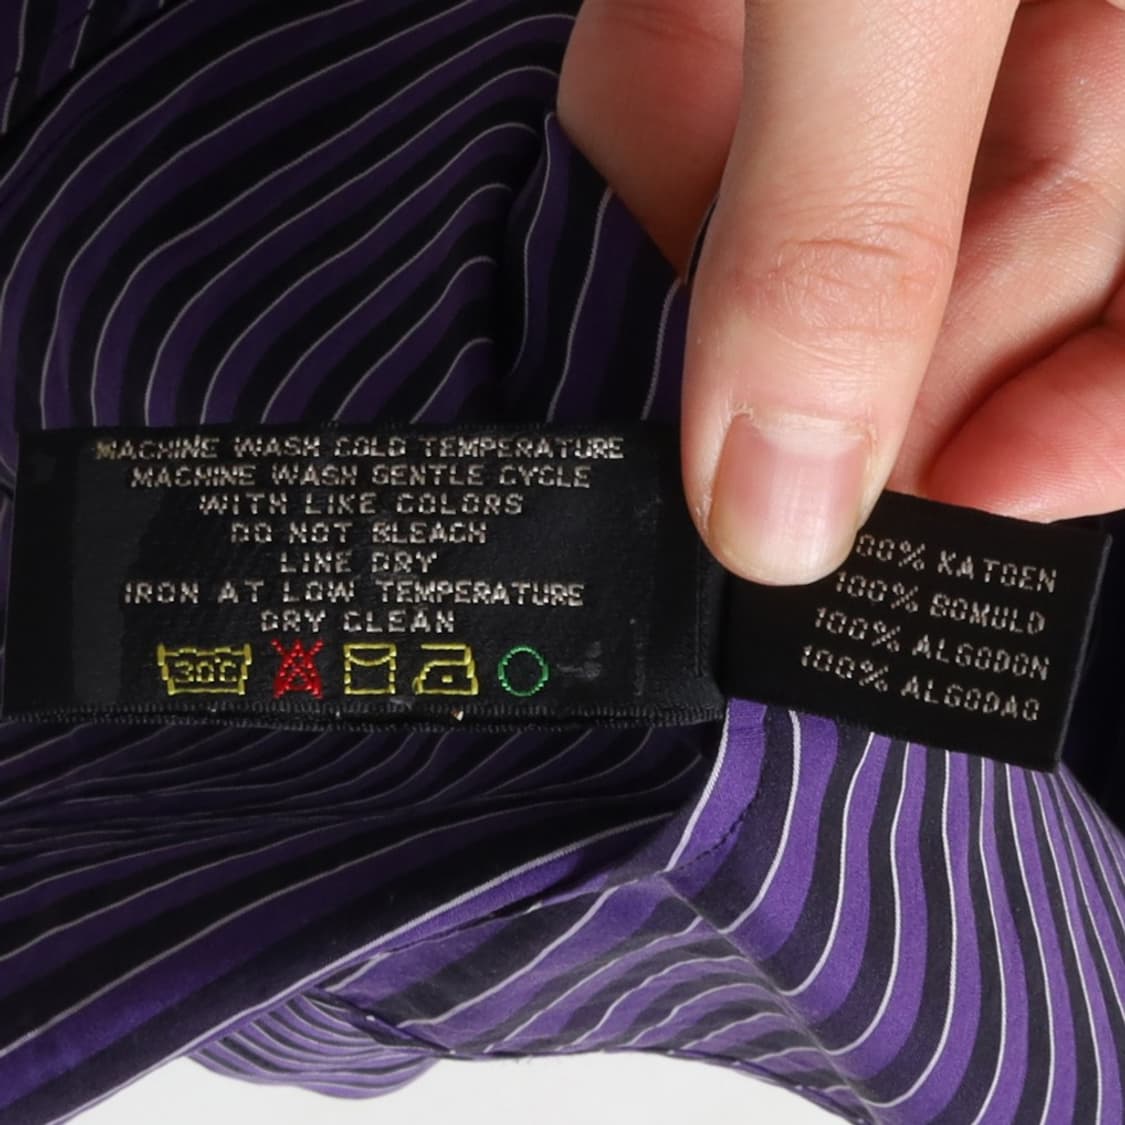 MACHINE WASH COLD TEMPERATURE
MACHINE WASH GENTLE CYCLE
WITH LIKE COLORS
DO NOT BLEACH
LINE DRY
IRON AT LOW TEMPERATURE
DRY CLEAN
30°C
00% KATOEN
100% BOMULD
100% ALGODON
100% ALGODAO